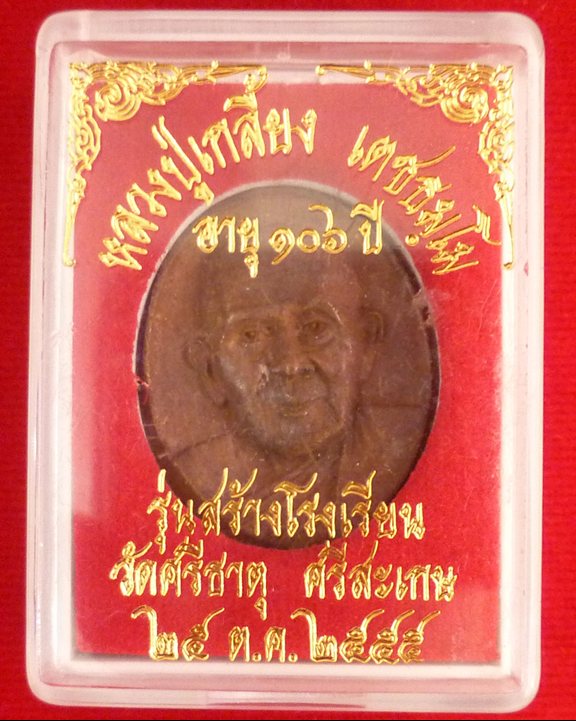 หลวงปู่เกลี้ยง เตชธมฺโม
อายุ ๑๐๖ ปี
รุ่นสร้างโรงเรียน
วัดศรีธาตุ ศรีสะเกษ
๒๕ ต.ค. ๒๕๕๕